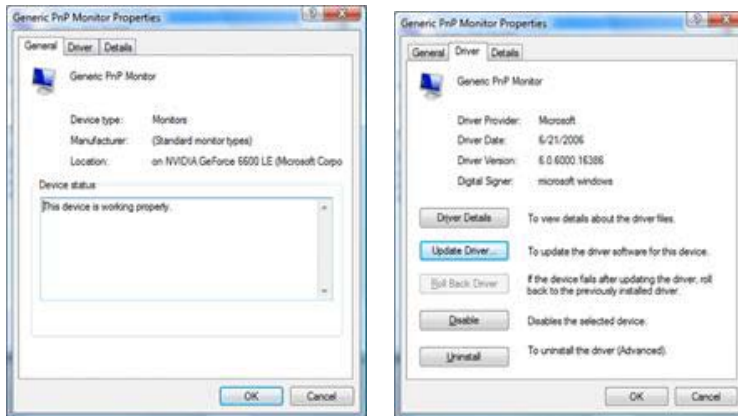 Generic PnP Monitor Properties
General Driver Details
Generic PnP Monitor
Device type: Monitors
Manufacturer: (Standard monitor types)
Location: on NVIDIA GeForce 6600 LE (Microsoft Corpo
Device status
This device is working properly.
OK Cancel
Generic PnP Monitor Properties
General Driver Details
Generic PnP Monitor
Driver Provider: Microsoft
Driver Date: 6/21/2006
Driver Version: 6.0.6000.16386
Digital Signer: microsoft windows
Driver Details To view details about the driver files.
Update Driver... To update the driver software for this device.
Roll Back Driver If the device fails after updating the driver, roll
back to the previously installed driver.
Disable Disables the selected device.
Uninstall To uninstall the driver (Advanced).
OK Cancel